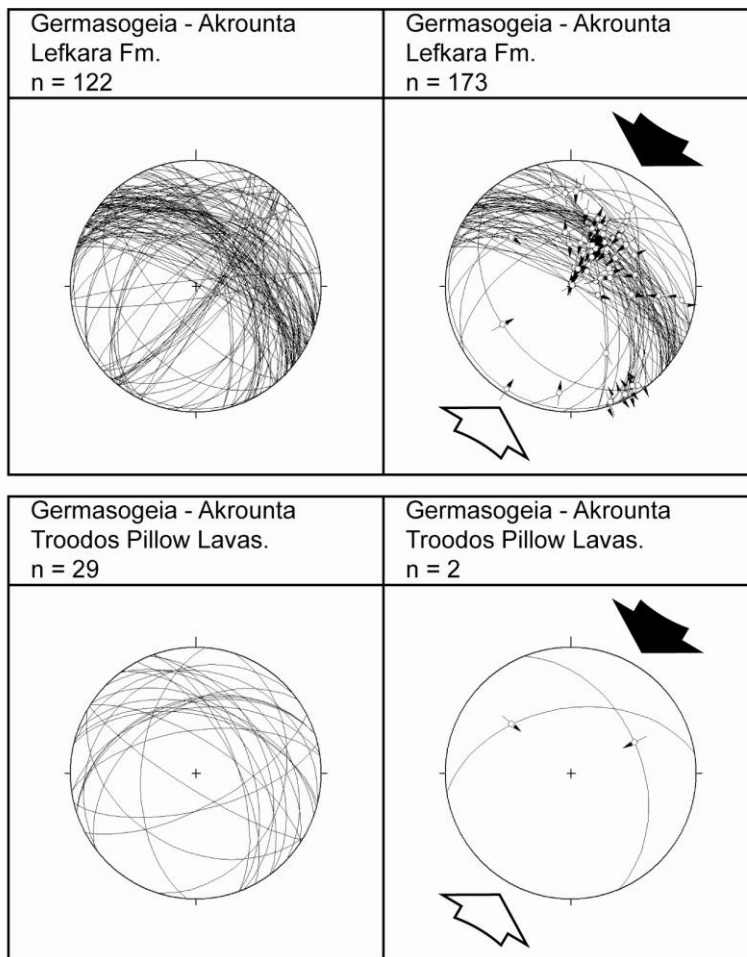 Germasogeia - Akrounta
Lefkara Fm.
n = 122
Germasogeia - Akrounta
Lefkara Fm.
n = 173
Germasogeia - Akrounta
Troodos Pillow Lavas.
n = 29
Germasogeia - Akrounta
Troodos Pillow Lavas.
n = 2